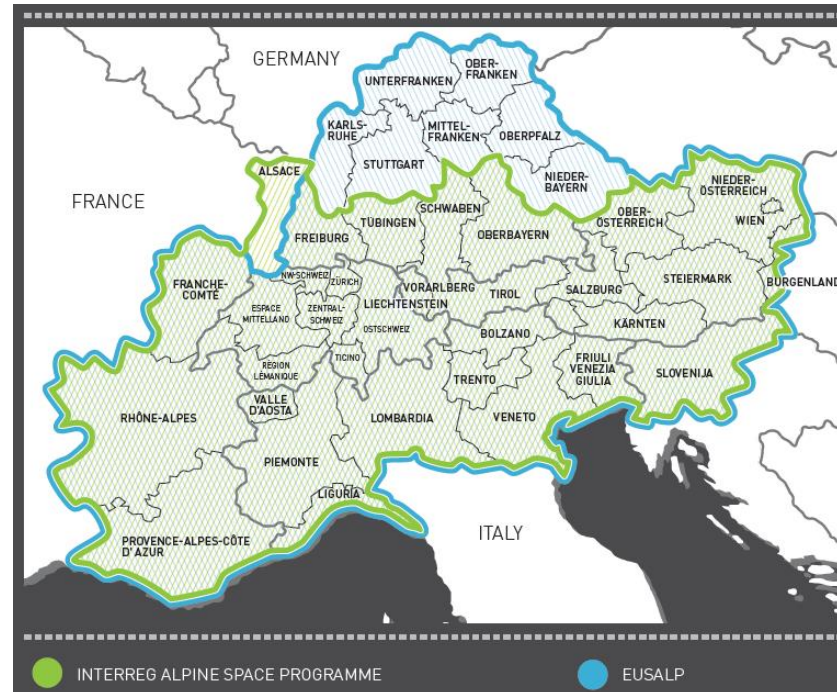 GERMANY
OBER-
FRANKEN
UNTERFRANKEN
KARLS-
RUHE
MITTEL-
FRANKEN
OBERPFALZ
STUTTGART
NIEDER-
BAYERN
ALSACE
FRANCE
NIEDER-
ÖSTERREICH
WIEN
OBER-
ÖSTERREICH
SCHWABEN
TÜBINGEN
FREIBURG
OBERBAYERN
FRANCHE-
COMTÉ
NW-SCHWEIZ
ZÜRICH
LIECHTENSTEIN
VORARLBERG
TIROL
SALZBURG
STEIERMARK
BURGENLAND
ESPACE
MITTELLAND
ZENTRAL-
SCHWEIZ
OSTSCHWEIZ
BOLZANO
KÄRNTEN
TICINO
RÉGION
LÉMANIQUE
TRENTO
FRIULI
VENEZIA
GIULIA
SLOVENIJA
VALLE
D'AOSTA
RHÔNE-ALPES
LOMBARDIA
VENETO
PIEMONTE
LIGURIA
PROVENCE-ALPES-CÔTE
D' AZUR
ITALY
INTERREG ALPINE SPACE PROGRAMME
EUSALP